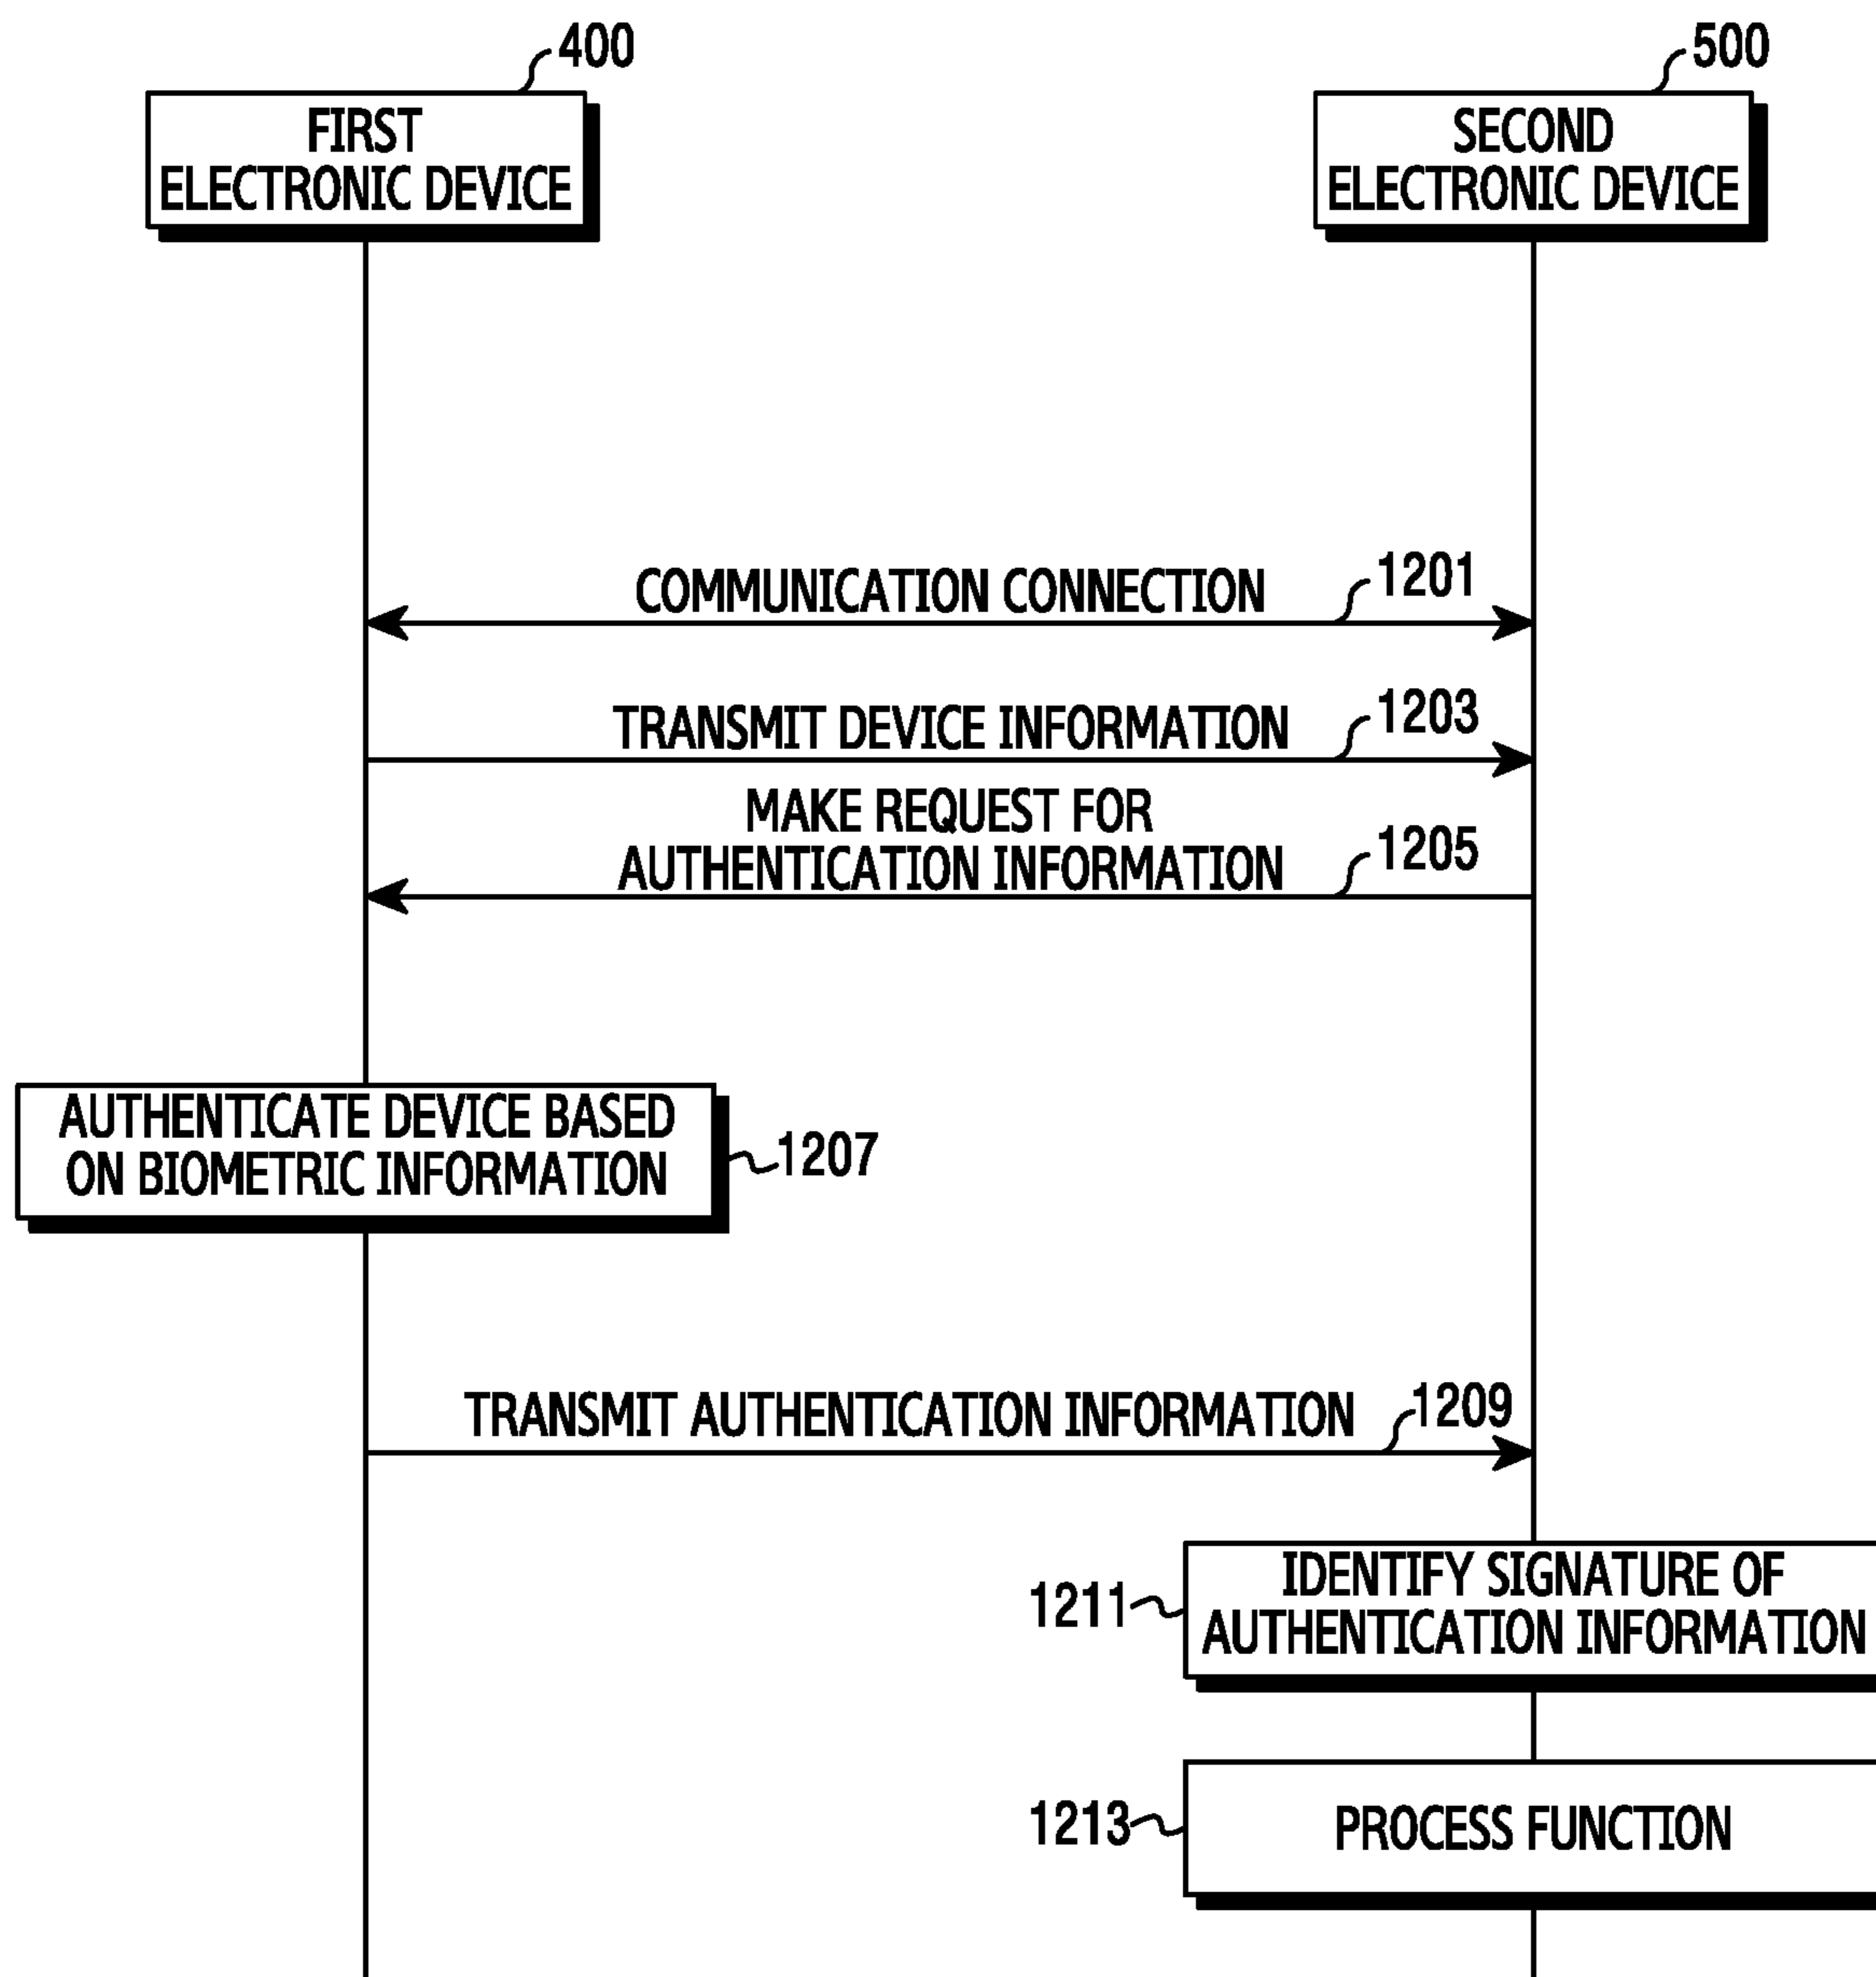 400
FIRST
ELECTRONIC DEVICE
500
SECOND
ELECTRONIC DEVICE
COMMUNICATION CONNECTION
1201
TRANSMIT DEVICE INFORMATION
1203
MAKE REQUEST FOR
AUTHENTICATION INFORMATION
1205
AUTHENTICATE DEVICE BASED
ON BIOMETRIC INFORMATION
1207
TRANSMIT AUTHENTICATION INFORMATION
1209
1211
IDENTIFY SIGNATURE OF
AUTHENTICATION INFORMATION
1213
PROCESS FUNCTION